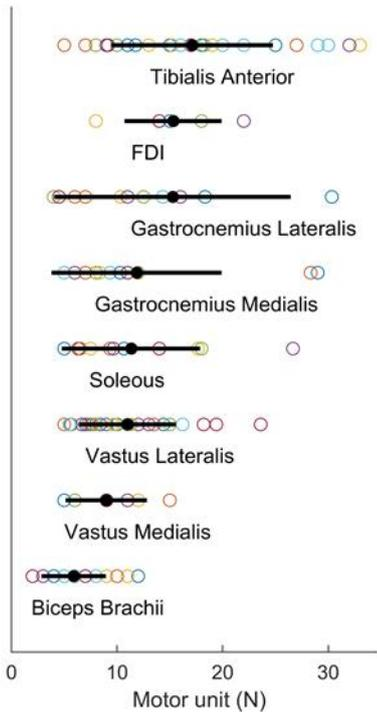 Tibialis Anterior
FDI
Gastrocnemius Lateralis
Gastrocnemius Medialis
Soleous
Vastus Lateralis
Vastus Medialis
Biceps Brachii
0 10 20 30
Motor unit (N)